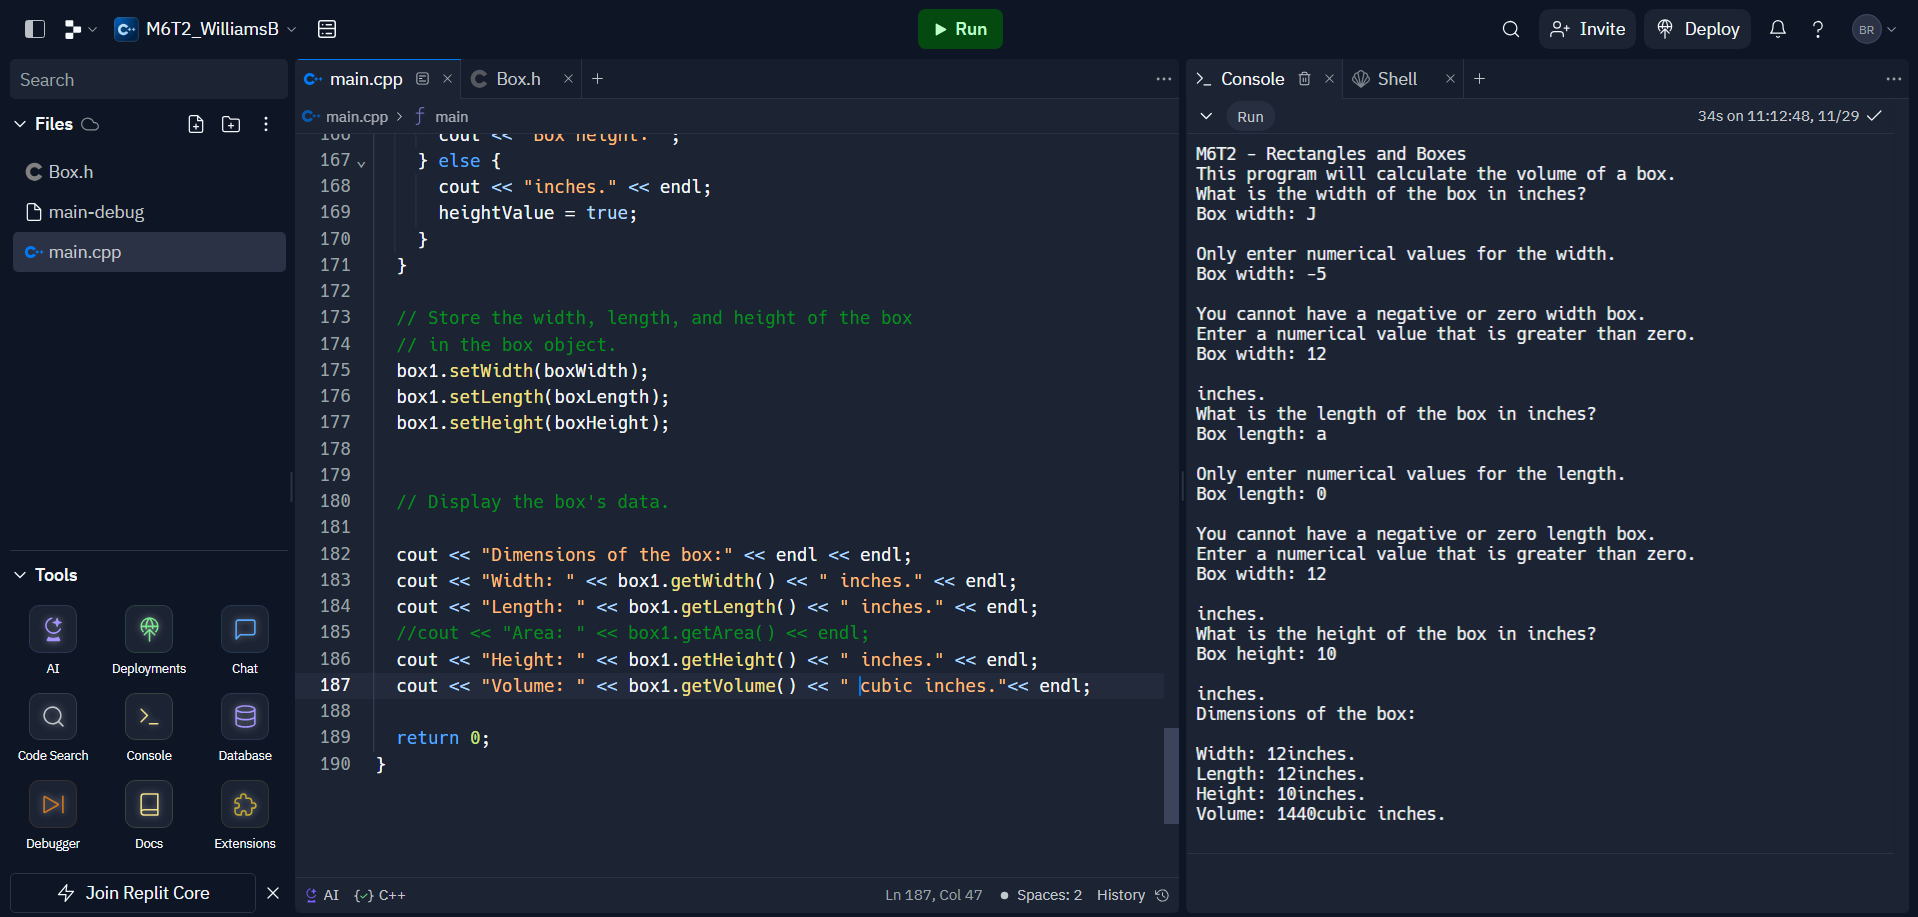 M6T2_WilliamsB
Run
Invite
Deploy
BR
Search
Files
Box.h
main-debug
main.cpp
Tools
AI
Deployments
Chat
Code Search
Console
Database
Debugger
Docs
Extensions
Join Replit Core
main.cpp
Box.h
main.cpp > main
166 cout << "Box height: ";
167 } else {
168 cout << "inches." << endl;
169 heightValue = true;
170 }
171 }
172
173 // Store the width, length, and height of the box
174 // in the box object.
175 box1.setWidth(boxWidth);
176 box1.setLength(boxLength);
177 box1.setHeight(boxHeight);
178
179
180 // Display the box's data.
181
182 cout << "Dimensions of the box:" << endl << endl;
183 cout << "Width: " << box1.getWidth() << " inches." << endl;
184 cout << "Length: " << box1.getLength() << " inches." << endl;
185 //cout << "Area: " << box1.getArea() << endl;
186 cout << "Height: " << box1.getHeight() << " inches." << endl;
187 cout << "Volume: " << box1.getVolume() << " cubic inches."<< endl;
188
189 return 0;
190 }
AI
{✓} C++
Ln 187, Col 47
Spaces: 2
History
Console
Shell
Run
34s on 11:12:48, 11/29
M6T2 - Rectangles and Boxes
This program will calculate the volume of a box.
What is the width of the box in inches?
Box width: J
Only enter numerical values for the width.
Box width: -5
You cannot have a negative or zero width box.
Enter a numerical value that is greater than zero.
Box width: 12
inches.
What is the length of the box in inches?
Box length: a
Only enter numerical values for the length.
Box length: 0
You cannot have a negative or zero length box.
Enter a numerical value that is greater than zero.
Box width: 12
inches.
What is the height of the box in inches?
Box height: 10
inches.
Dimensions of the box:
Width: 12inches.
Length: 12inches.
Height: 10inches.
Volume: 1440cubic inches.